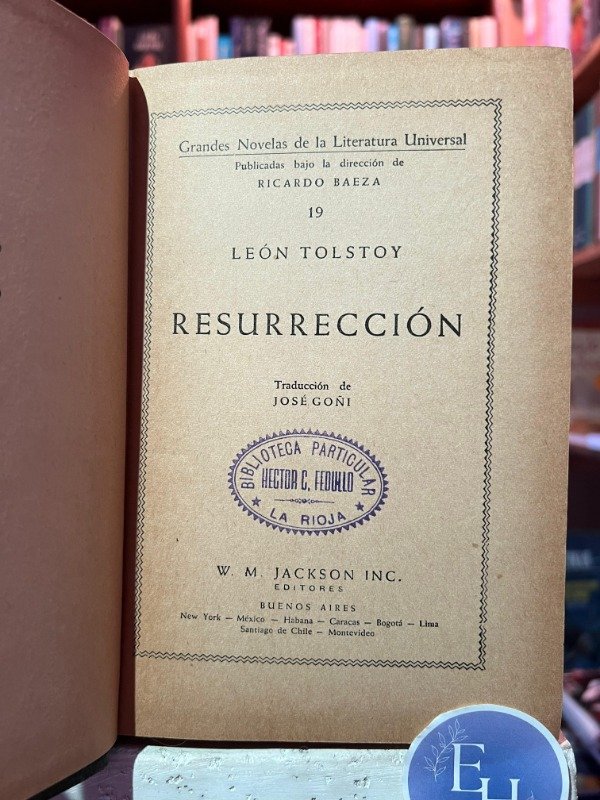 Grandes Novelas de la Literatura Universal
Publicadas bajo la dirección de
RICARDO BAEZA
19
LEÓN TOLSTOY
RESURRECCIÓN
Traducción de
JOSÉ GOÑI
BIBLIOTECA PARTICULAR
HECTOR C. FEDULLO
LA RIOJA
W. M. JACKSON INC.
EDITORES
BUENOS AIRES
New York — México — Habana — Caracas — Bogotá — Lima
Santiago de Chile — Montevideo